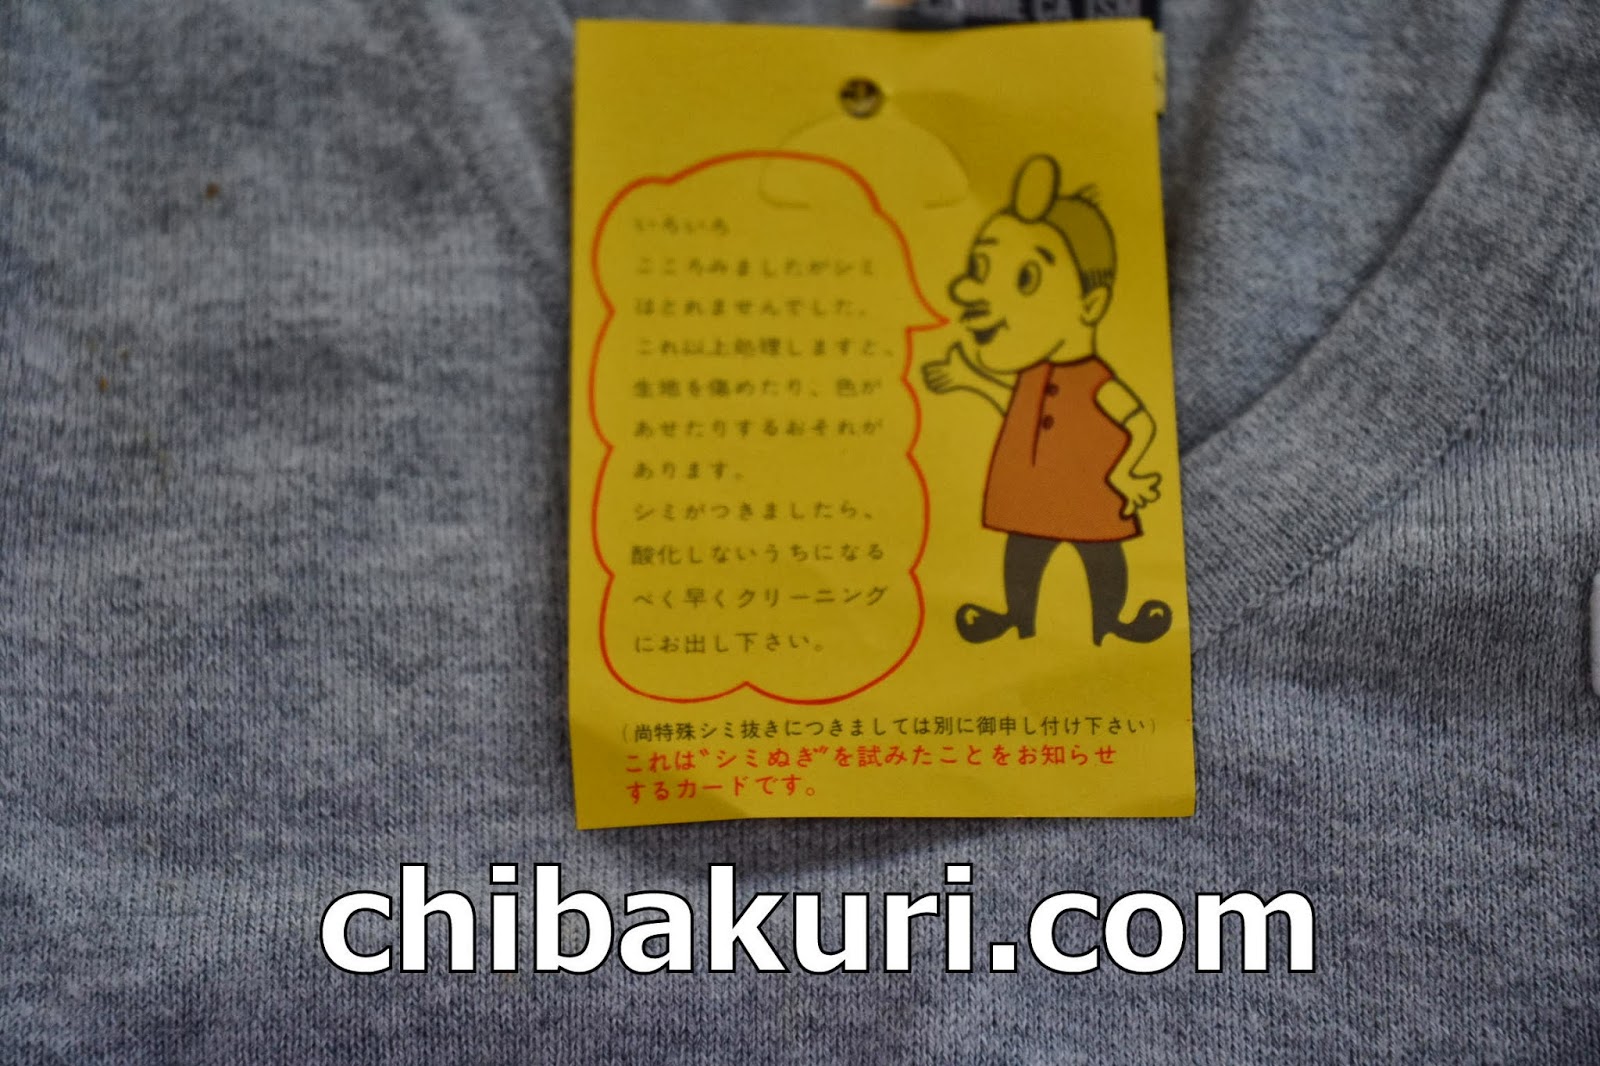 いろいろ
こころみましたがシミ
はとれませんでした。
これ以上処理しますと、
生地を傷めたり、色が
あせたりするおそれが
あります。
シミがつきましたら、
酸化しないうちになる
べく早くクリーニング
にお出し下さい。
(尚特殊シミ抜きにつきましては別に御申し付け下さい)
これは"シミぬぎ"を試みたことをお知らせ
するカードです。
chibakuri.com